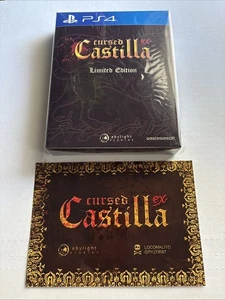 PS4
cursed ex
Castilla
Limited Edition
abylight
cursed ex
Castilla
abylight
LOCOMALITO
GRYZOR87